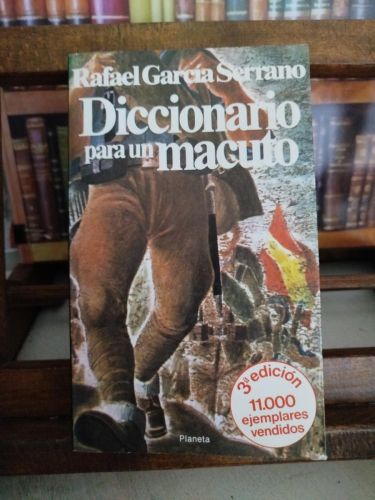 Rafael García Serrano
Diccionario
para un macuto
3ª edición
11.000
ejemplares
vendidos
Planeta